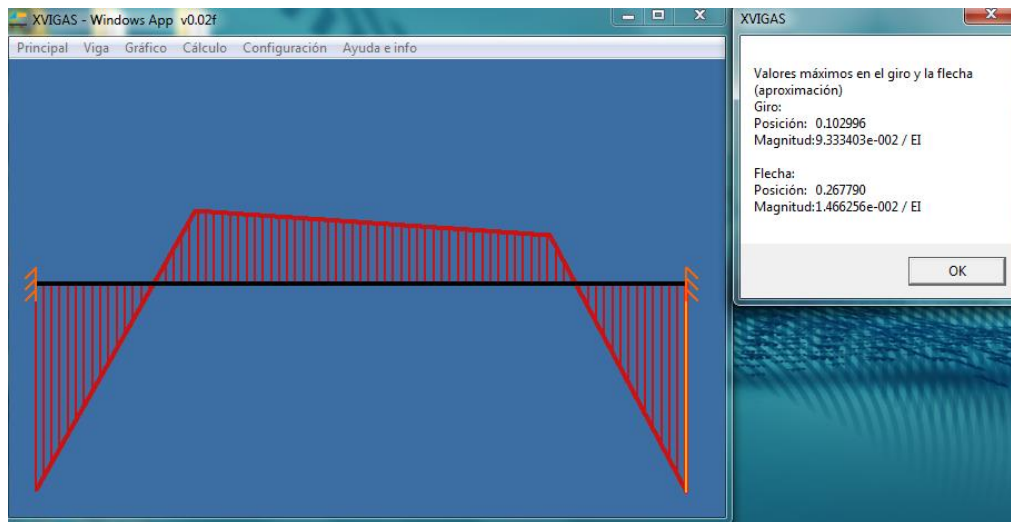 XVIGAS - Windows App v0.02f
Principal Viga Gráfico Cálculo Configuración Ayuda e info
XVIGAS
Valores máximos en el giro y la flecha
(aproximación)
Giro:
Posición: 0.102996
Magnitud:9.333403e-002 / EI
Flecha:
Posición: 0.267790
Magnitud:1.466256e-002 / EI
OK